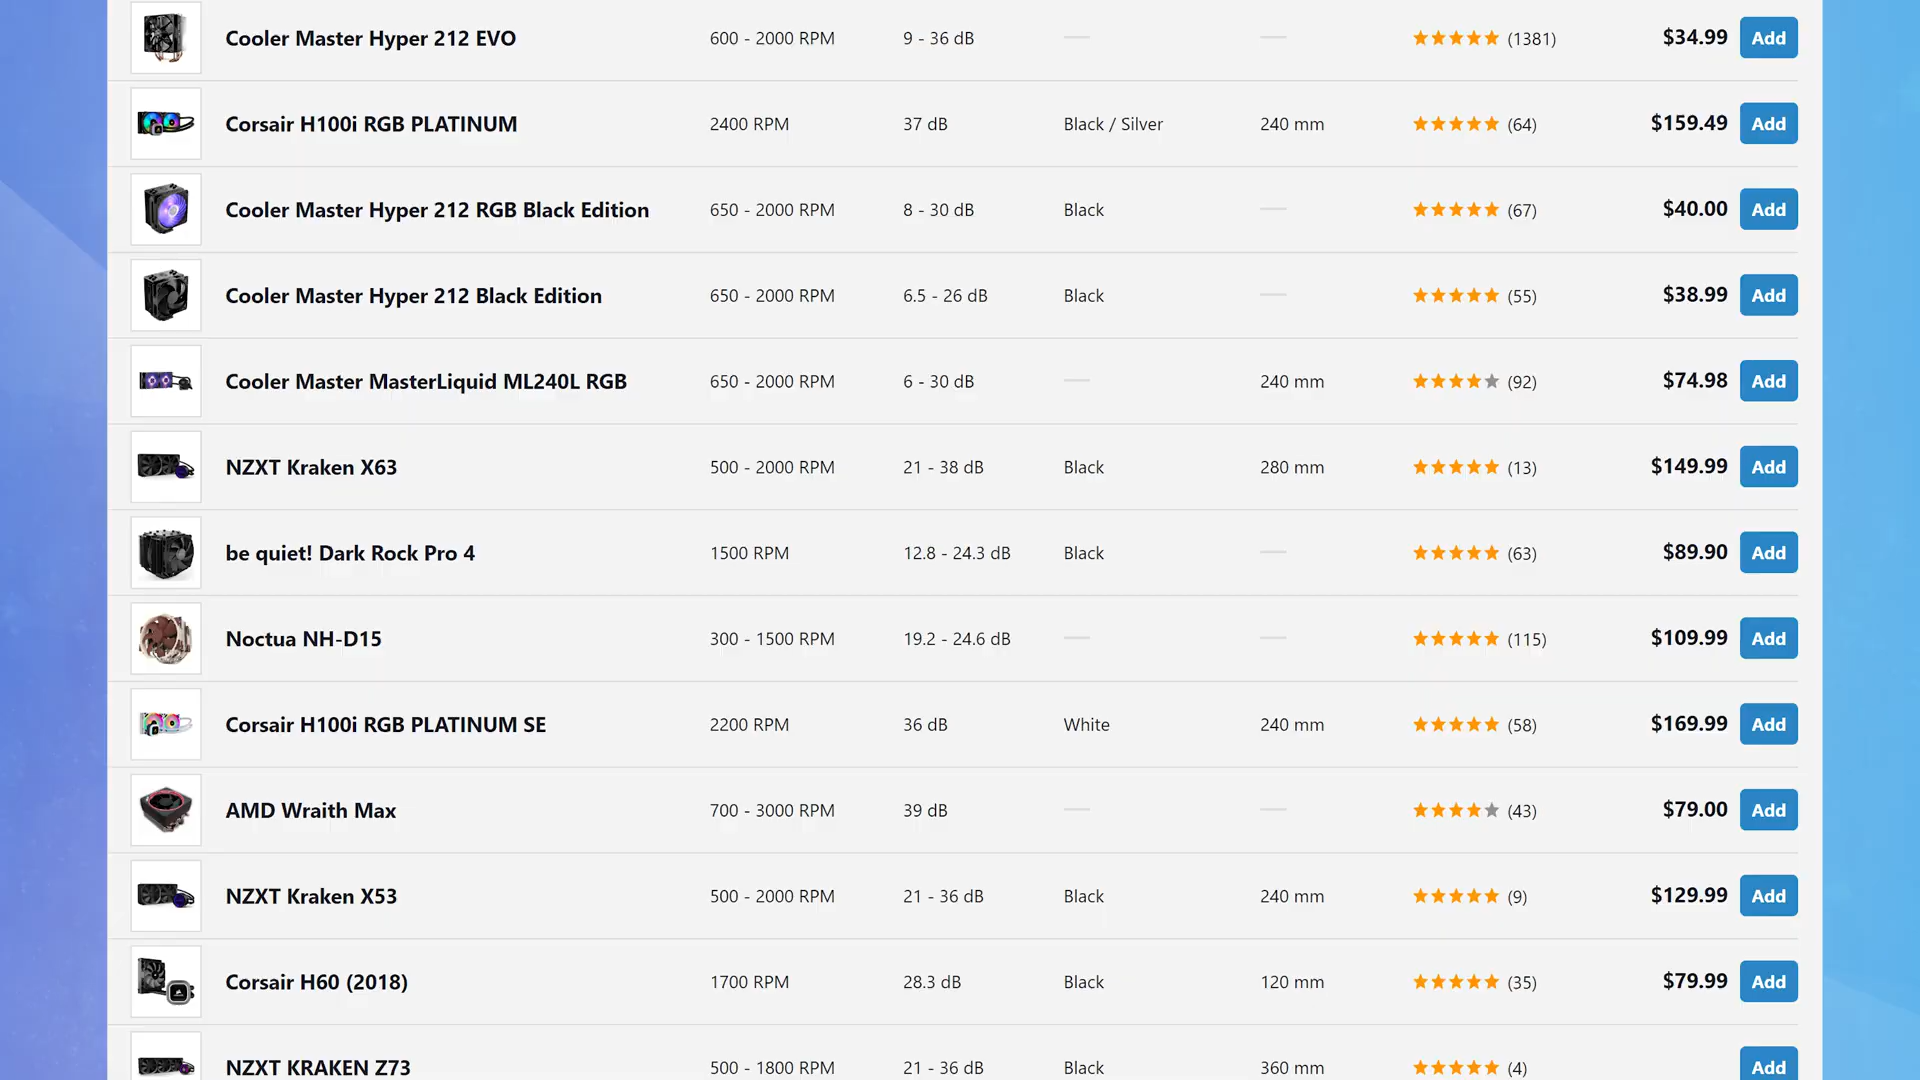 Cooler Master Hyper 212 EVO 600 - 2000 RPM 9 - 36 dB — — (1381) $34.99 Add
Corsair H100i RGB PLATINUM 2400 RPM 37 dB Black / Silver 240 mm (64) $159.49 Add
Cooler Master Hyper 212 RGB Black Edition 650 - 2000 RPM 8 - 30 dB Black — (67) $40.00 Add
Cooler Master Hyper 212 Black Edition 650 - 2000 RPM 6.5 - 26 dB Black — (55) $38.99 Add
Cooler Master MasterLiquid ML240L RGB 650 - 2000 RPM 6 - 30 dB — 240 mm (92) $74.98 Add
NZXT Kraken X63 500 - 2000 RPM 21 - 38 dB Black 280 mm (13) $149.99 Add
be quiet! Dark Rock Pro 4 1500 RPM 12.8 - 24.3 dB Black — (63) $89.90 Add
Noctua NH-D15 300 - 1500 RPM 19.2 - 24.6 dB — — (115) $109.99 Add
Corsair H100i RGB PLATINUM SE 2200 RPM 36 dB White 240 mm (58) $169.99 Add
AMD Wraith Max 700 - 3000 RPM 39 dB — — (43) $79.00 Add
NZXT Kraken X53 500 - 2000 RPM 21 - 36 dB Black 240 mm (9) $129.99 Add
Corsair H60 (2018) 1700 RPM 28.3 dB Black 120 mm (35) $79.99 Add
NZXT KRAKEN Z73 500 - 1800 RPM 21 - 36 dB Black 360 mm (4) Add